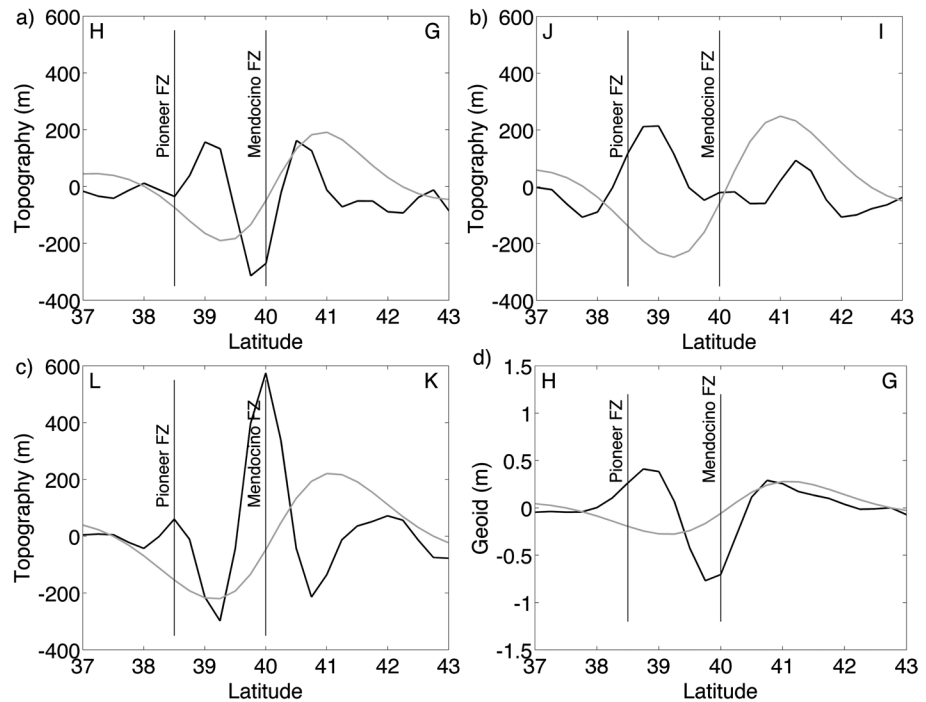 a)
H
G
Pioneer FZ
Mendocino FZ
Topography (m)
600
400
200
0
-200
-400
37 38 39 40 41 42 43
Latitude
b)
J
I
Pioneer FZ
Mendocino FZ
Topography (m)
600
400
200
0
-200
-400
37 38 39 40 41 42 43
Latitude
c)
L
K
Pioneer FZ
Mendocino FZ
Topography (m)
600
400
200
0
-200
-400
37 38 39 40 41 42 43
Latitude
d)
H
G
Pioneer FZ
Mendocino FZ
Geoid (m)
1.5
1
0.5
0
-0.5
-1
-1.5
37 38 39 40 41 42 43
Latitude